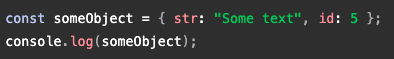 const someObject = { str: "Some text", id: 5 };
console.log(someObject);